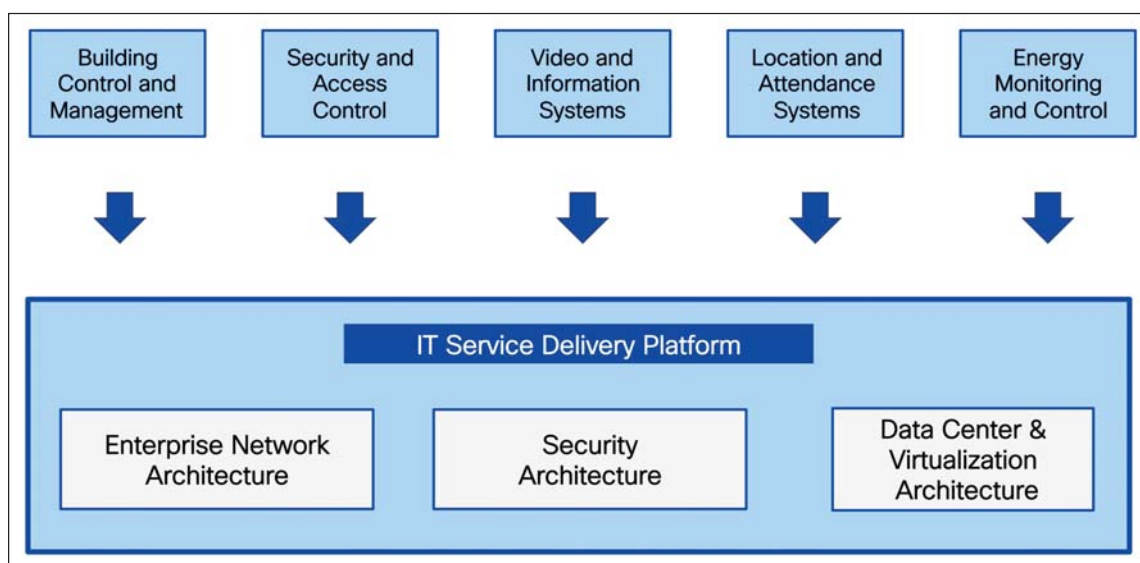 Building
Control and
Management
Security and
Access
Control
Video and
Information
Systems
Location and
Attendance
Systems
Energy
Monitoring
and Control
IT Service Delivery Platform
Enterprise Network
Architecture
Security
Architecture
Data Center &
Virtualization
Architecture